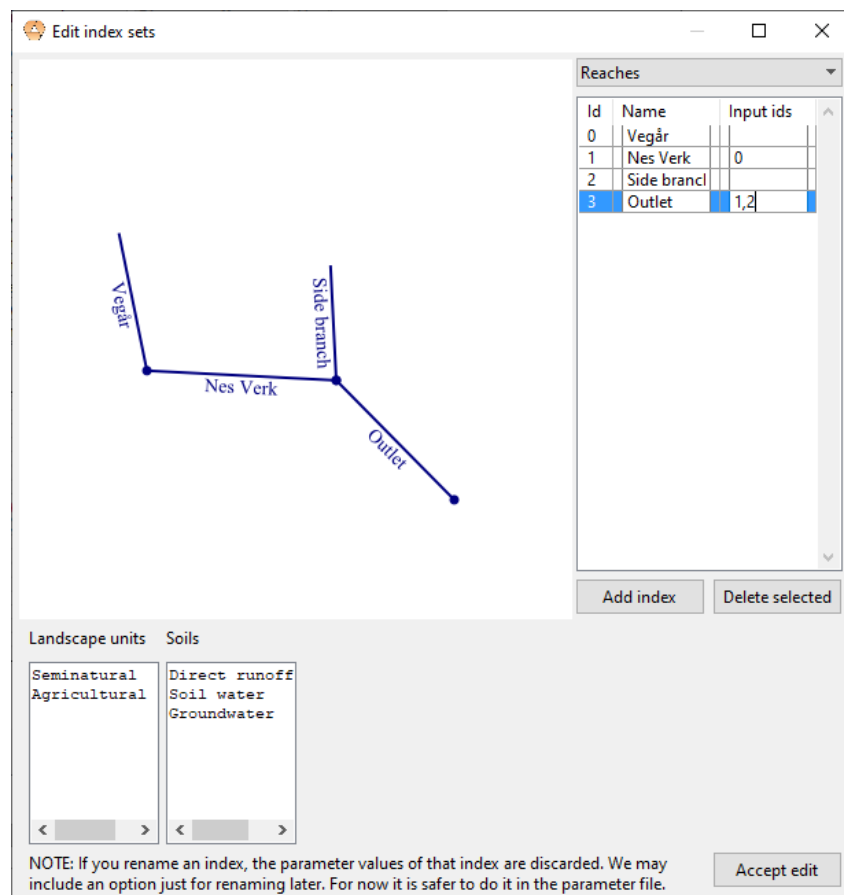 Edit index sets
Reaches
Id Name Input ids
0 Vegår
1 Nes Verk 0
2 Side branch
3 Outlet 1,2
Vegår
Side branch
Nes Verk
Outlet
Add index Delete selected
Landscape units Soils
Seminatural Direct runoff
Agricultural Soil water
Groundwater
NOTE: If you rename an index, the parameter values of that index are discarded. We may
include an option just for renaming later. For now it is safer to do it in the parameter file.
Accept edit